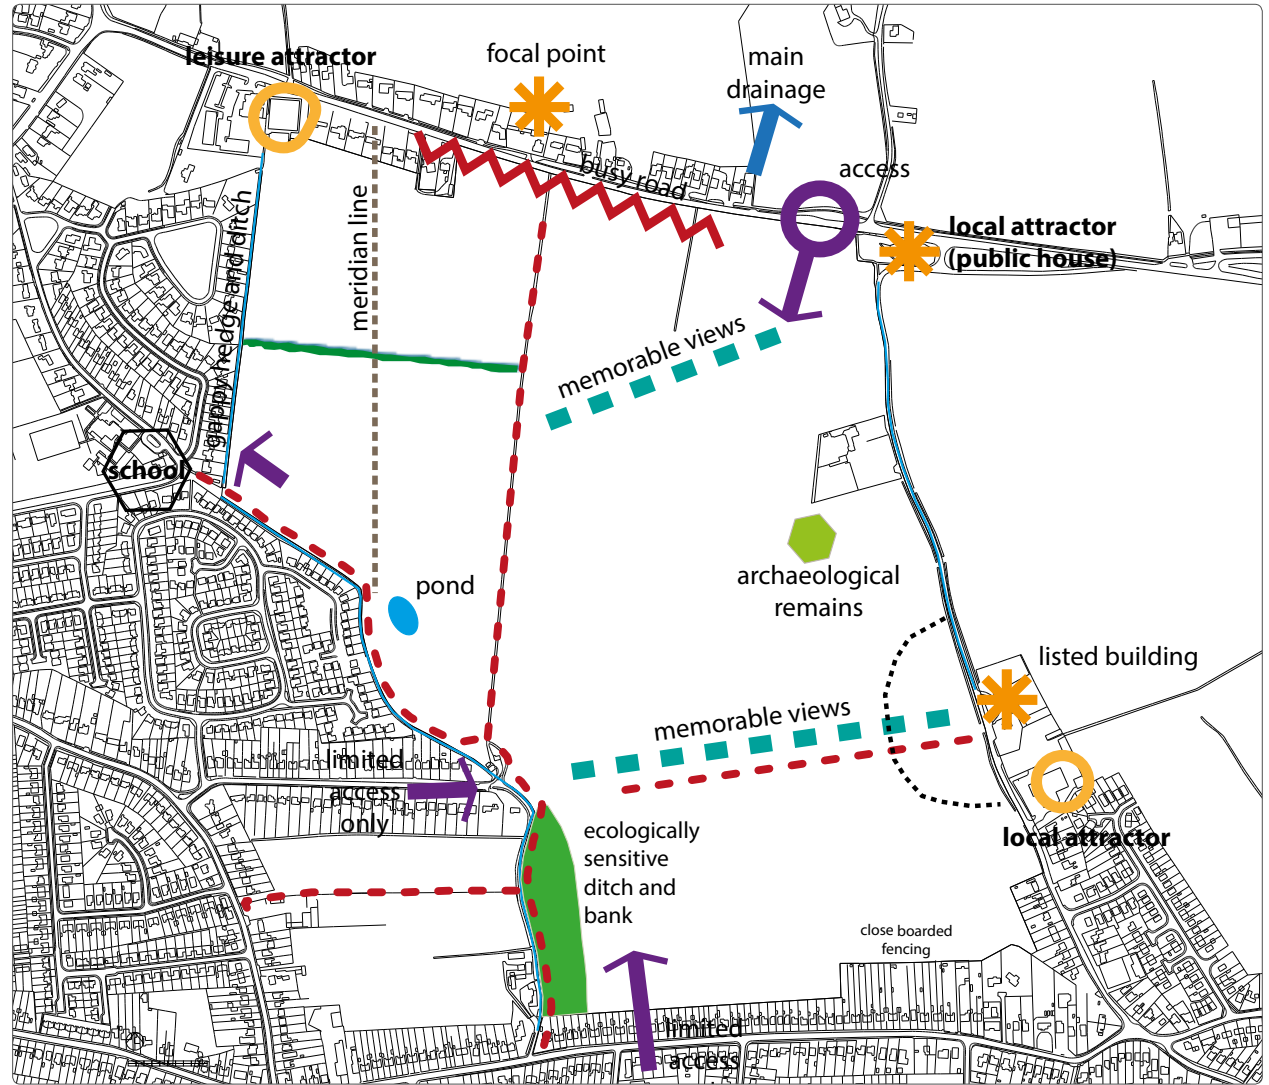 leisure attractor
focal point
main
drainage
access
busy road
local attractor
(public house)
gappy hedge and ditch
meridian line
memorable views
school
pond
archaeological
remains
listed building
memorable views
limited
access
only
ecologically
sensitive
ditch and
bank
local attractor
close boarded
fencing
limited
access